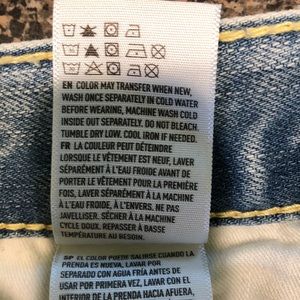 EN COLOR MAY TRANSFER WHEN NEW,
WASH ONCE SEPARATELY IN COLD WATER
BEFORE WEARING, MACHINE WASH COLD
INSIDE OUT SEPARATELY. DO NOT BLEACH.
TUMBLE DRY LOW. COOL IRON IF NEEDED.
FR LA COULEUR PEUT DÉTEINDRE
LORSQUE LE VÊTEMENT EST NEUF, LAVER
SÉPARÉMENT À L'EAU FROIDE AVANT DE
PORTER LE VÊTEMENT POUR LA PREMIÈRE
FOIS, LAVER SÉPARÉMENT À LA MACHINE
À L'EAU FROIDE, À L'ENVERS. NE PAS
JAVELLISER. SÉCHER À LA MACHINE
CYCLE DOUX. REPASSER À BASSE
TEMPÉRATURE AU BESOIN.
SP EL COLOR PUEDE SALIRSE CUANDO LA
PRENDA ES NUEVA, LAVAR POR
SEPARADO CON AGUA FRÍA ANTES DE
USAR POR PRIMERA VEZ, LAVAR EL
INTERIOR DE LA PRENDA HACIA AFUERA,